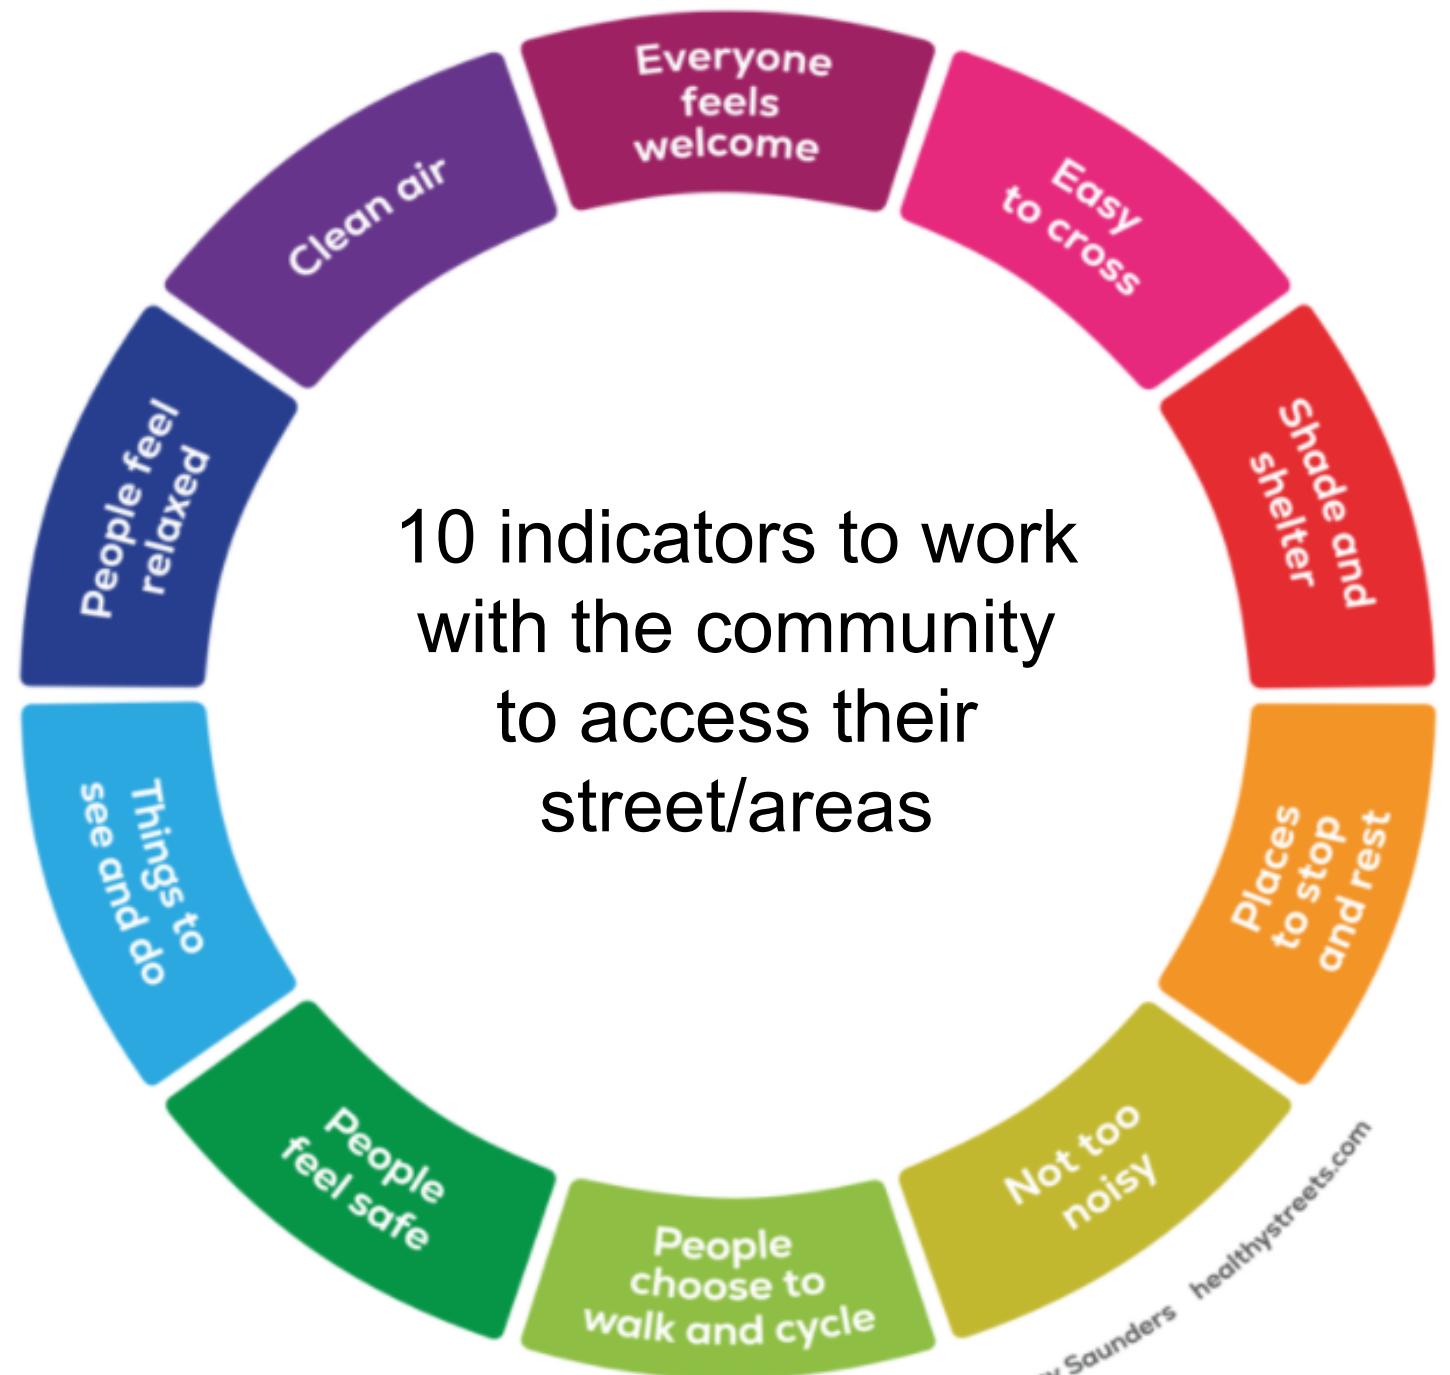 Everyone
feels
welcome
Easy
to cross
Shade and
shelter
Places
to stop
and rest
Not too
noisy
People
choose to
walk and cycle
People
feel safe
Things to
see and do
People feel
relaxed
Clean air
10 indicators to work
with the community
to access their
street/areas
Saunders healthystreets.com